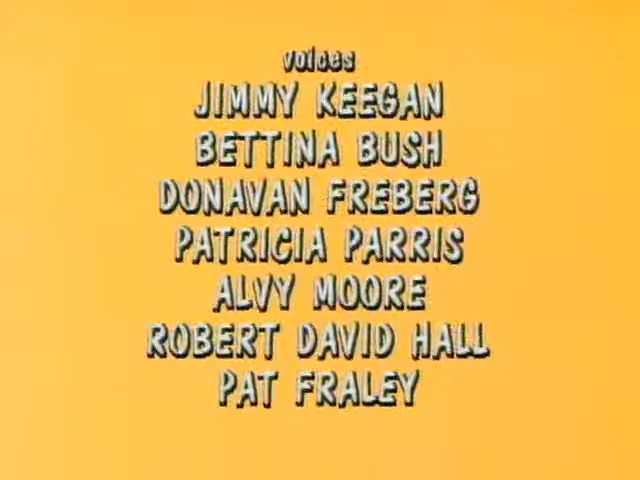 voices
JIMMY KEEGAN
BETTINA BUSH
DONAVAN FREBERG
PATRICIA PARRIS
ALVY MOORE
ROBERT DAVID HALL
PAT FRALEY